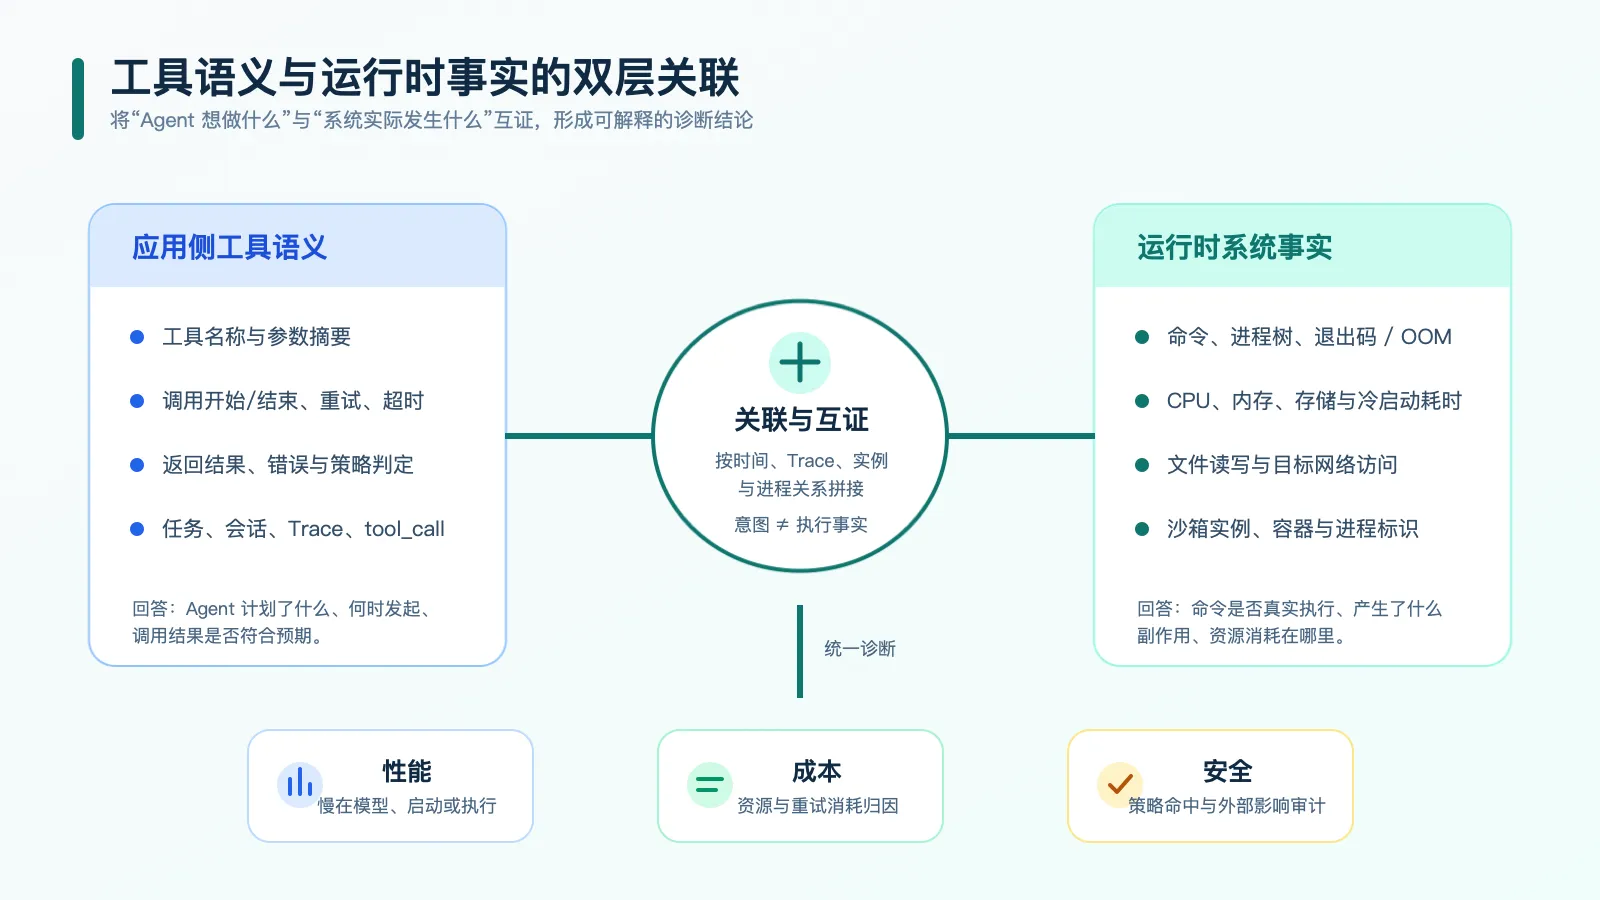 工具语义与运行时事实的双层关联
将“Agent 想做什么”与“系统实际发生什么”互证，形成可解释的诊断结论
应用侧工具语义
工具名称与参数摘要
调用开始/结束、重试、超时
返回结果、错误与策略判定
任务、会话、Trace、tool_call
回答：Agent 计划了什么、何时发起、
调用结果是否符合预期。
关联与互证
按时间、Trace、实例
与进程关系拼接
意图 ≠ 执行事实
运行时系统事实
命令、进程树、退出码 / OOM
CPU、内存、存储与冷启动耗时
文件读写与目标网络访问
沙箱实例、容器与进程标识
回答：命令是否真实执行、产生了什么
副作用、资源消耗在哪里。
统一诊断
性能
慢在模型、启动或执行
成本
资源与重试消耗归因
安全
策略命中与外部影响审计